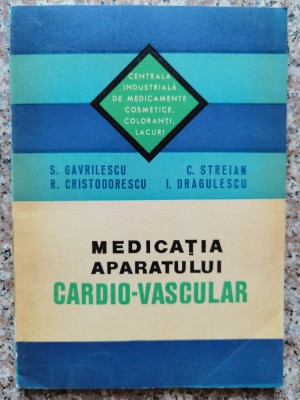 CENTRALA
INDUSTRIALĂ
DE MEDICAMENTE
COSMETICE,
COLORANȚI,
LACURI
S. GAVRILESCU C. STREIAN
R. CRISTODORESCU I. DRAGULESCU
MEDICAȚIA
APARATULUI
CARDIO-VASCULAR